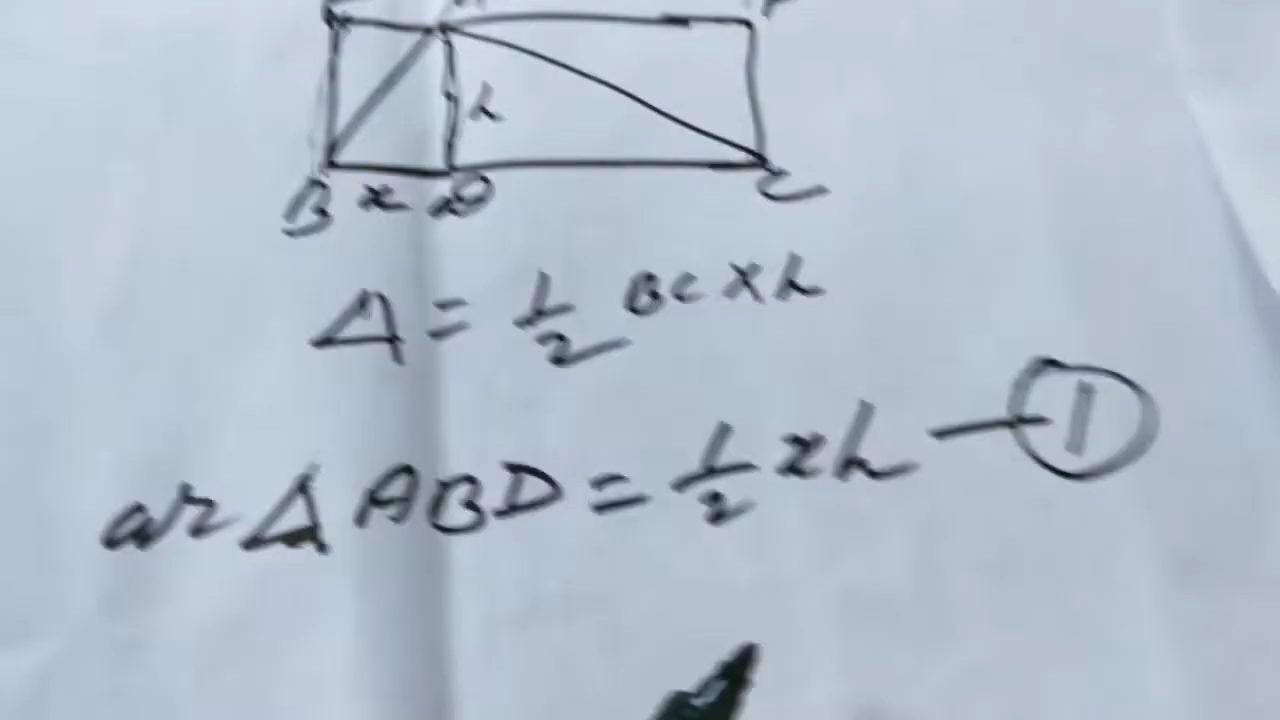 h
B x D C
Δ = 1/2 BC × h
ar Δ ABD = 1/2 xh — ①